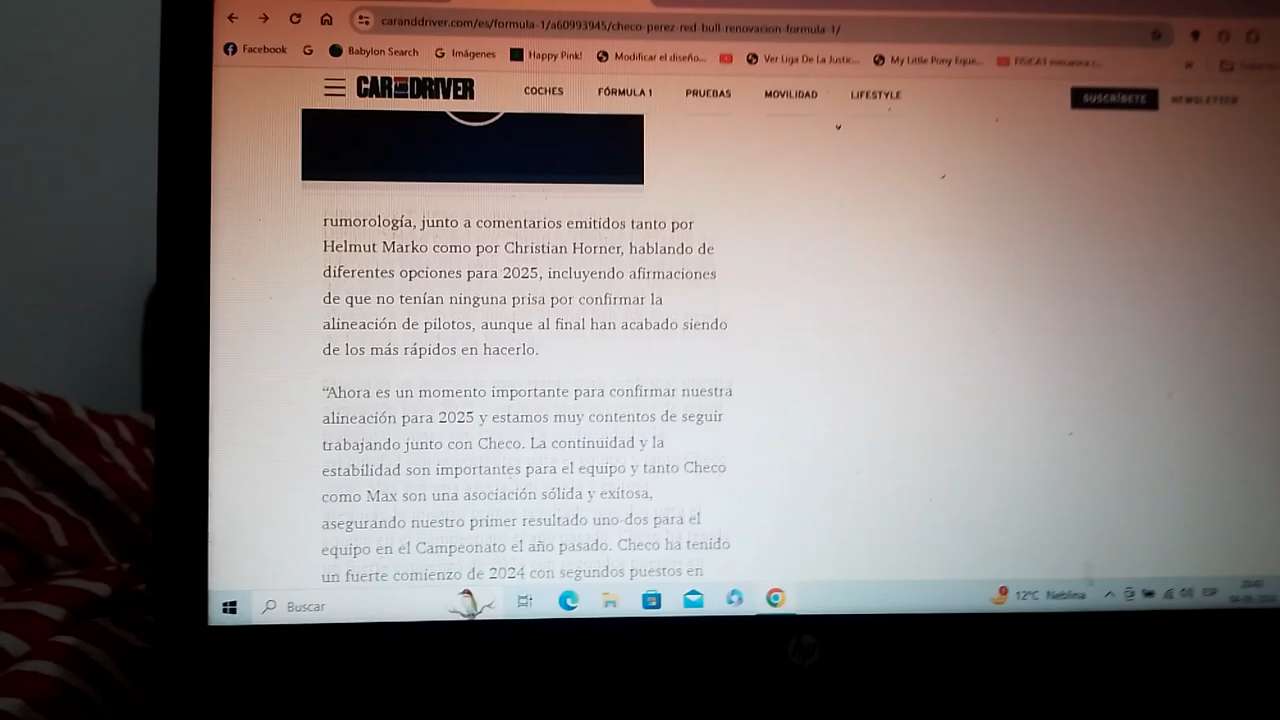 caranddriver.com/es/formula-1/a60993945/checo-perez-red-bull-renovacion-formula-1/
Facebook
G
Babylon Search
Imágenes
Happy Pink!
Modificar el diseño...
Ver Liga De La Justic...
My Little Pony Eque...
CAR AND DRIVER
COCHES
FÓRMULA 1
PRUEBAS
MOVILIDAD
LIFESTYLE
SUSCRÍBETE
NEWSLETTER
rumorología, junto a comentarios emitidos tanto por
Helmut Marko como por Christian Horner, hablando de
diferentes opciones para 2025, incluyendo afirmaciones
de que no tenían ninguna prisa por confirmar la
alineación de pilotos, aunque al final han acabado siendo
de los más rápidos en hacerlo.
“Ahora es un momento importante para confirmar nuestra
alineación para 2025 y estamos muy contentos de seguir
trabajando junto con Checo. La continuidad y la
estabilidad son importantes para el equipo y tanto Checo
como Max son una asociación sólida y exitosa,
asegurando nuestro primer resultado uno-dos para el
equipo en el Campeonato el año pasado. Checo ha tenido
un fuerte comienzo de 2024 con segundos puestos en
Buscar
12°C Neblina
ESP
hp